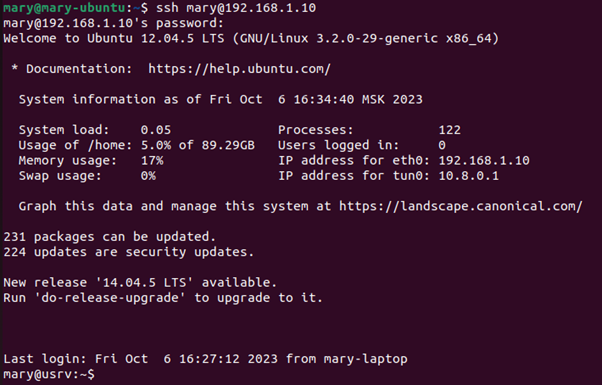 mary@mary-ubuntu:~$ ssh mary@192.168.1.10
mary@192.168.1.10's password:
Welcome to Ubuntu 12.04.5 LTS (GNU/Linux 3.2.0-29-generic x86_64)
* Documentation:  https://help.ubuntu.com/
System information as of Fri Oct  6 16:34:40 MSK 2023
System load:    0.05              Processes:           122
Usage of /home: 5.0% of 89.29GB   Users logged in:     0
Memory usage:   17%               IP address for eth0: 192.168.1.10
Swap usage:     0%                IP address for tun0: 10.8.0.1
Graph this data and manage this system at https://landscape.canonical.com/
231 packages can be updated.
224 updates are security updates.
New release '14.04.5 LTS' available.
Run 'do-release-upgrade' to upgrade to it.
Last login: Fri Oct  6 16:27:12 2023 from mary-laptop
mary@usrv:~$